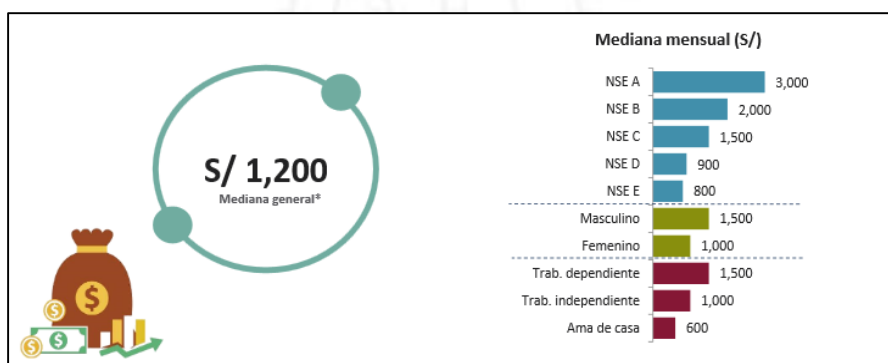 S/ 1,200
Mediana general*
Mediana mensual (S/)
NSE A 3,000
NSE B 2,000
NSE C 1,500
NSE D 900
NSE E 800
Masculino 1,500
Femenino 1,000
Trab. dependiente 1,500
Trab. independiente 1,000
Ama de casa 600
$
$
$
$